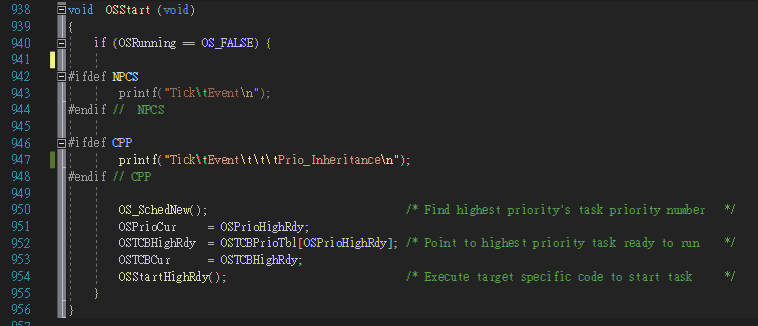 938 void OSStart (void)
939 {
940     if (OSRunning == OS_FALSE) {
941
942 #ifdef NPCS
943         printf("Tick\tEvent\n");
944 #endif //  NPCS
945
946 #ifdef CPP
947         printf("Tick\tEvent\t\t\tPrio_Inheritance\n");
948 #endif // CPP
949
950         OS_SchedNew();                               /* Find highest priority's task priority number   */
951         OSPrioCur     = OSPrioHighRdy;
952         OSTCBHighRdy  = OSTCBPrioTbl[OSPrioHighRdy]; /* Point to highest priority task ready to run    */
953         OSTCBCur      = OSTCBHighRdy;
954         OSStartHighRdy();                            /* Execute target specific code to start task     */
955     }
956 }
957